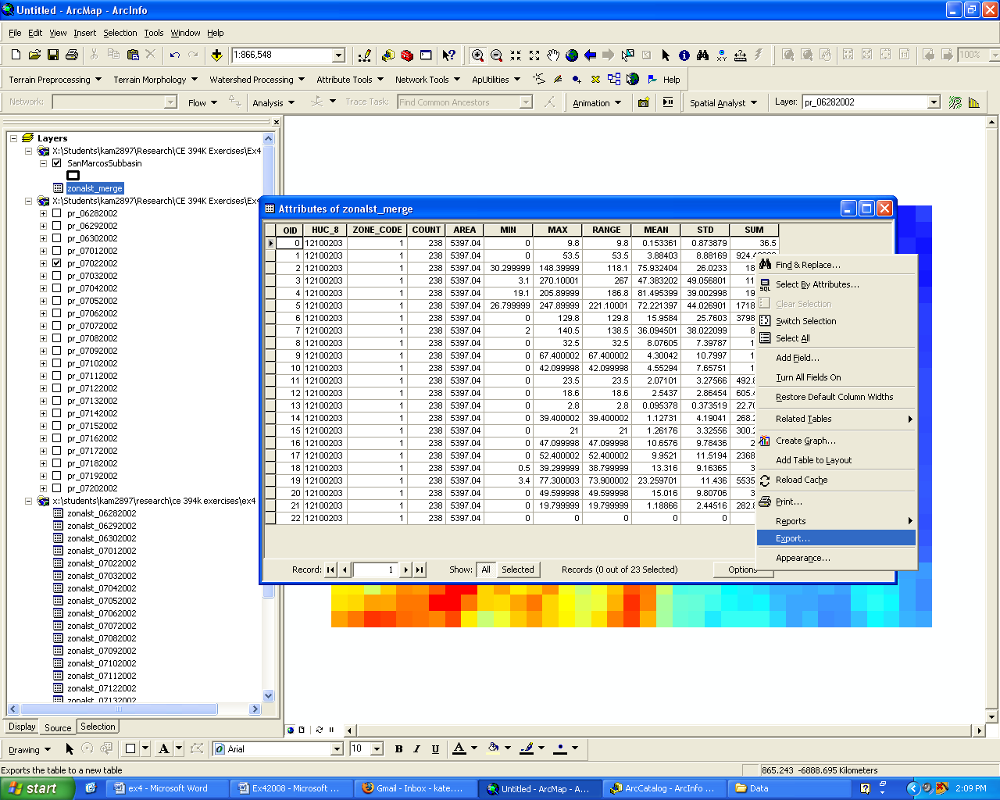 Untitled - ArcMap - ArcInfo
File Edit View Insert Selection Tools Window Help
1:866,548 100%
Terrain Preprocessing Terrain Morphology Watershed Processing Attribute Tools Network Tools ApUtilities Help
Network: Flow Analysis Trace Task: Find Common Ancestors Animation Spatial Analyst Layer: pr_06282002
Layers
X:\Students\kam2897\Research\CE 394K Exercises\Ex4
SanMarcosSubbasin
zonalst_merge
X:\Students\kam2897\Research\CE 394K Exercises\Ex4
pr_06282002
pr_06292002
pr_06302002
pr_07012002
pr_07022002
pr_07032002
pr_07042002
pr_07052002
pr_07062002
pr_07072002
pr_07082002
pr_07092002
pr_07102002
pr_07112002
pr_07122002
pr_07132002
pr_07142002
pr_07152002
pr_07162002
pr_07172002
pr_07182002
pr_07192002
pr_07202002
x:\students\kam2897\research\ce 394k exercises\ex4
zonalst_06282002
zonalst_06292002
zonalst_06302002
zonalst_07012002
zonalst_07022002
zonalst_07032002
zonalst_07042002
zonalst_07052002
zonalst_07062002
zonalst_07072002
zonalst_07082002
zonalst_07092002
zonalst_07102002
zonalst_07112002
zonalst_07122002
zonalst_07132002
Display Source Selection
Attributes of zonalst_merge
OID HUC_8 ZONE_CODE COUNT AREA MIN MAX RANGE MEAN STD SUM
0 12100203 1 238 5397.04 0 9.8 9.8 0.153361 0.873879 36.5
1 12100203 1 238 5397.04 0 53.5 53.5 3.88403 8.88169
2 12100203 1 238 5397.04 30.299999 148.39999 118.1 75.932404 26.0233 18
3 12100203 1 238 5397.04 3.1 270.10001 267 47.383202 49.056801 11
4 12100203 1 238 5397.04 19.1 205.89999 186.8 81.495399 39.002998 19
5 12100203 1 238 5397.04 26.799999 247.89999 221.10001 72.221397 44.026901 1718
6 12100203 1 238 5397.04 0 129.8 129.8 15.9584 25.7603 3798
7 12100203 1 238 5397.04 2 140.5 138.5 36.094501 38.022099 8
8 12100203 1 238 5397.04 0 32.5 32.5 8.07605 7.39787 1
9 12100203 1 238 5397.04 0 67.400002 67.400002 4.30042 10.7997 1
10 12100203 1 238 5397.04 0 42.099998 42.099998 4.55294 7.65751 1
11 12100203 1 238 5397.04 0 23.5 23.5 2.07101 3.27566 492.8
12 12100203 1 238 5397.04 0 18.6 18.6 2.5437 2.86454 605.4
13 12100203 1 238 5397.04 0 2.8 2.8 0.095378 0.373519 22.70
14 12100203 1 238 5397.04 0 39.400002 39.400002 1.12731 4.19041 268.2
15 12100203 1 238 5397.04 0 21 21 1.26176 3.32556 300.2
16 12100203 1 238 5397.04 0 47.099998 47.099998 10.6576 9.78436 2
17 12100203 1 238 5397.04 0 52.400002 52.400002 9.9521 11.5194 2368
18 12100203 1 238 5397.04 0.5 39.299999 38.799999 13.316 9.16365 3
19 12100203 1 238 5397.04 3.4 77.300003 73.900002 23.259701 11.436 5535
20 12100203 1 238 5397.04 0 49.599998 49.599998 15.016 9.80706 3
21 12100203 1 238 5397.04 0 19.799999 19.799999 1.18866 2.44516 282.8
22 12100203 1 238 5397.04 0 0 0 0 0
Record: 1 Show: All Selected Records (0 out of 23 Selected) Options
Find & Replace...
Select By Attributes...
Clear Selection
Switch Selection
Select All
Add Field...
Turn All Fields On
Restore Default Column Widths
Related Tables
Create Graph...
Add Table to Layout
Reload Cache
Print...
Reports
Export...
Appearance...
Drawing A Arial 10 B I U A
Exports the table to a new table 865.243 -6888.695 Kilometers
start ex4 - Microsoft Word Ex42008 - Microsoft ... Gmail - Inbox - kate.... Untitled - ArcMap - A... ArcCatalog - ArcInfo ... Data 2:09 PM